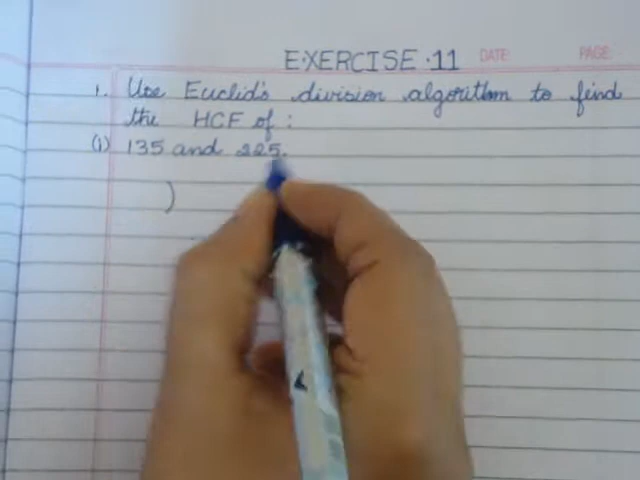 EXERCISE · 11 DATE: PAGE:
1. Use Euclid's division algorithm to find
the HCF of :
(i) 135 and 225.
)